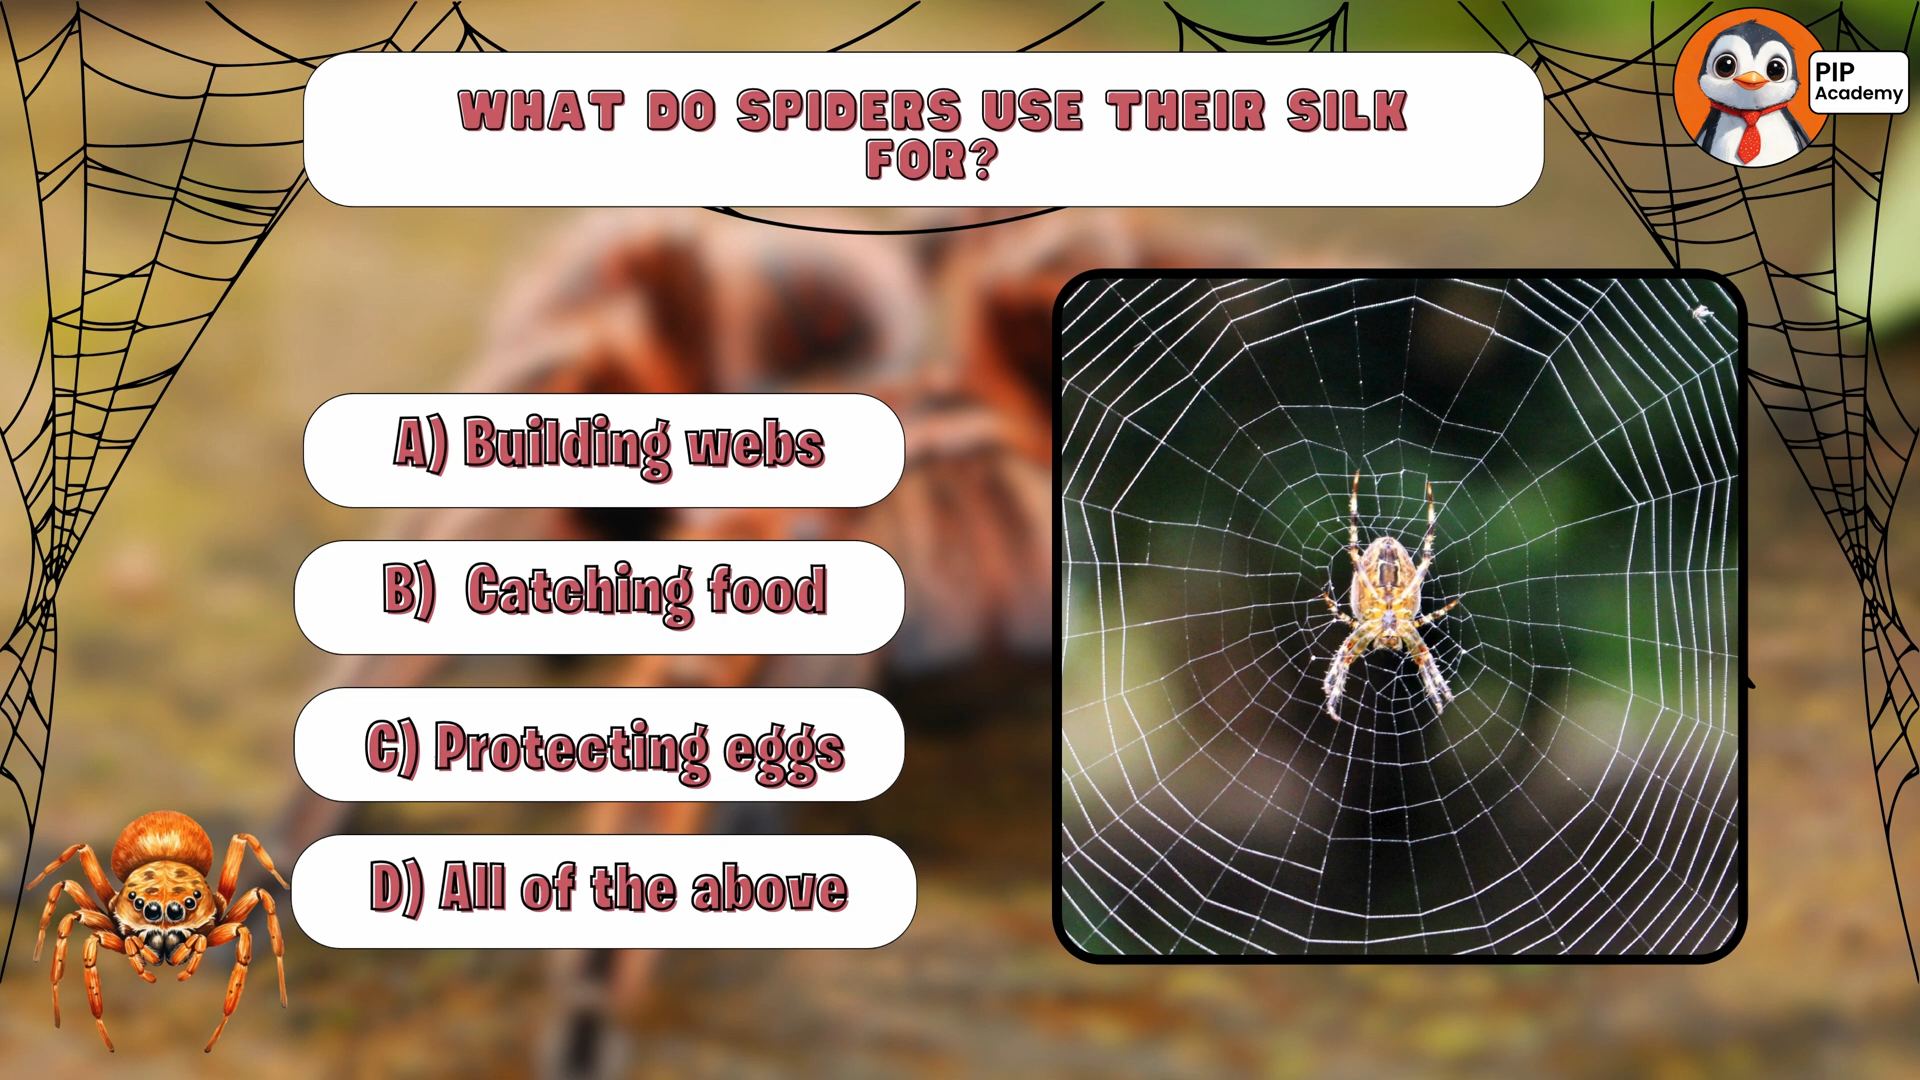 WHAT DO SPIDERS USE THEIR SILK
FOR?
PIP
Academy
A) Building webs
B) Catching food
C) Protecting eggs
D) All of the above